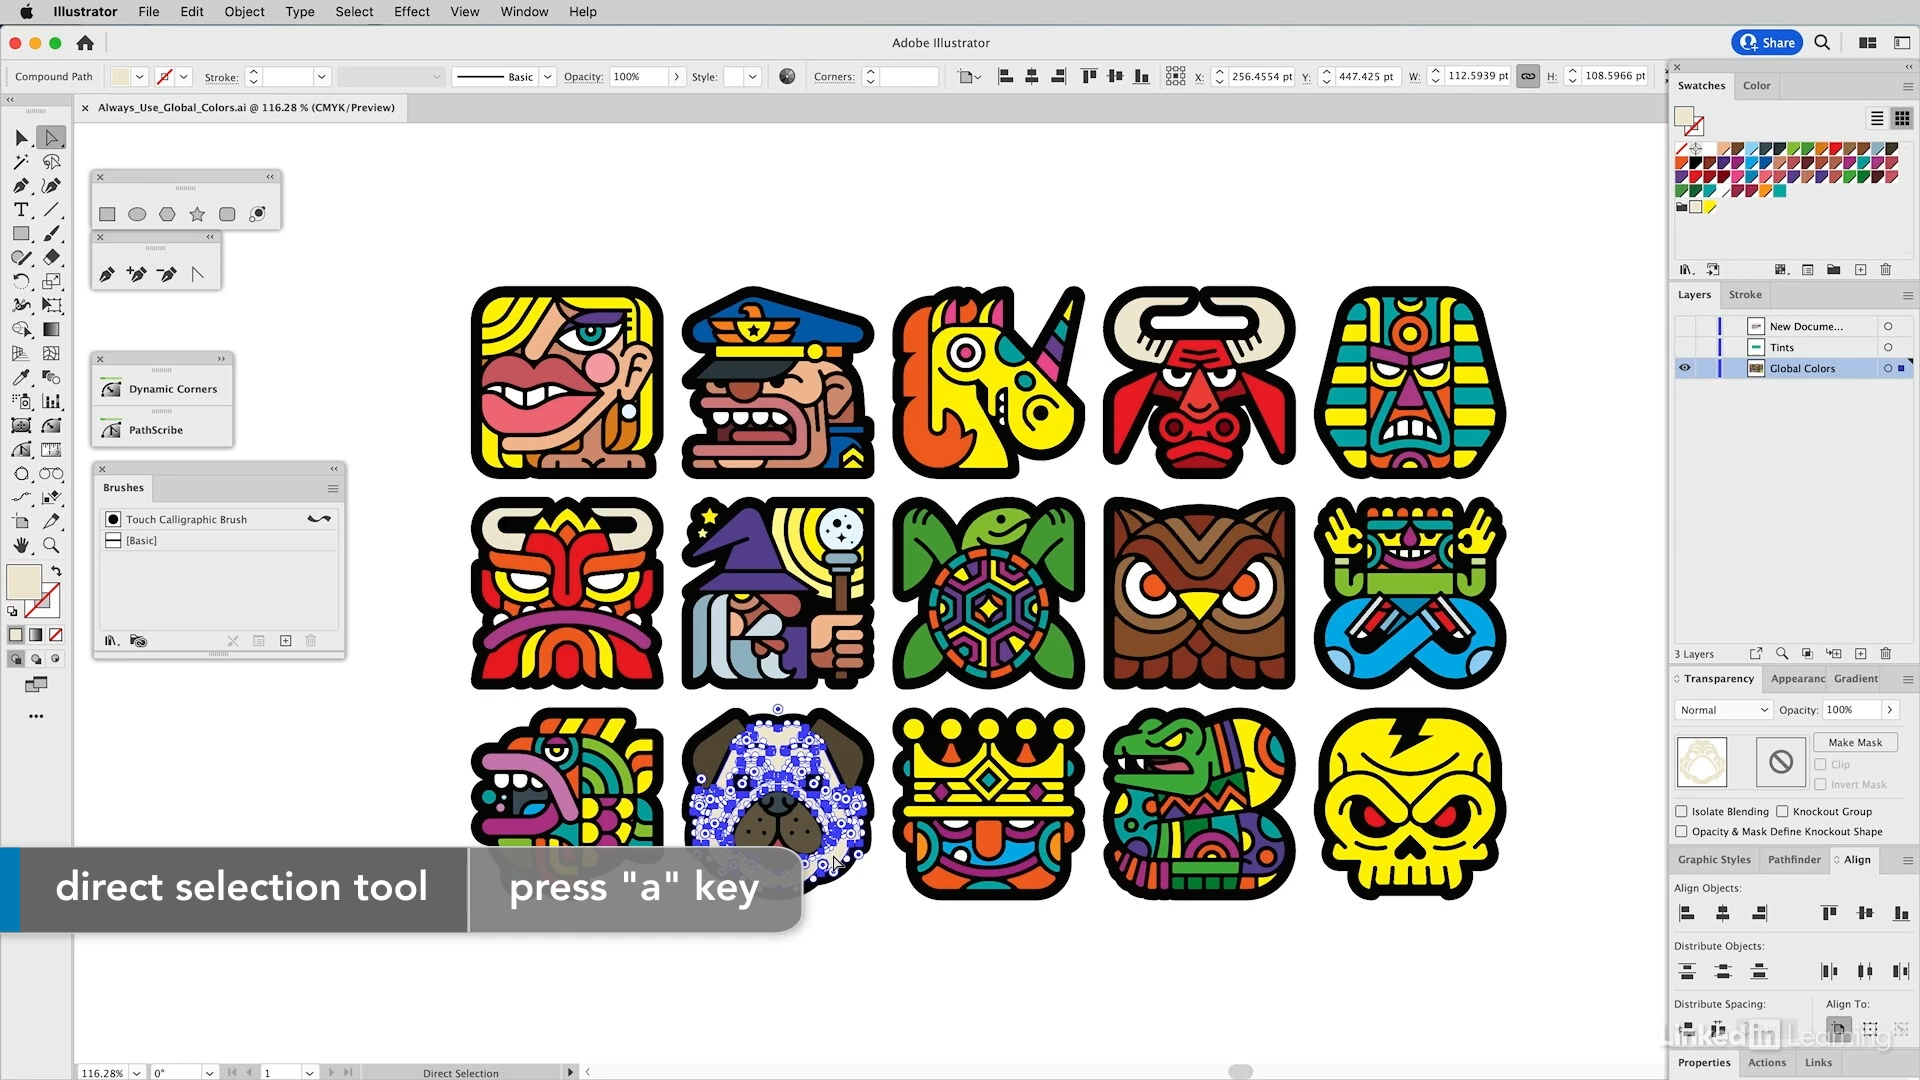 Illustrator File Edit Object Type Select Effect View Window Help
Adobe Illustrator
Share
Compound Path
Stroke:
Basic
Opacity: 100%
Style:
Corners:
X: 256.4554 pt
Y: 447.425 pt
W: 112.5939 pt
H: 108.5966 pt
Always_Use_Global_Colors.ai @ 116.28 % (CMYK/Preview)
Swatches Color
Dynamic Corners
PathScribe
Brushes
Touch Calligraphic Brush
[Basic]
Layers Stroke
New Docume...
Tints
Global Colors
3 Layers
Transparency Appearanc Gradient
Normal Opacity: 100%
Make Mask
Clip
Invert Mask
Isolate Blending Knockout Group
Opacity & Mask Define Knockout Shape
Graphic Styles Pathfinder Align
Align Objects:
Distribute Objects:
Distribute Spacing: Align To:
direct selection tool press "a" key
LinkedIn Learning
Properties Actions Links
116.28% 0° 1 Direct Selection